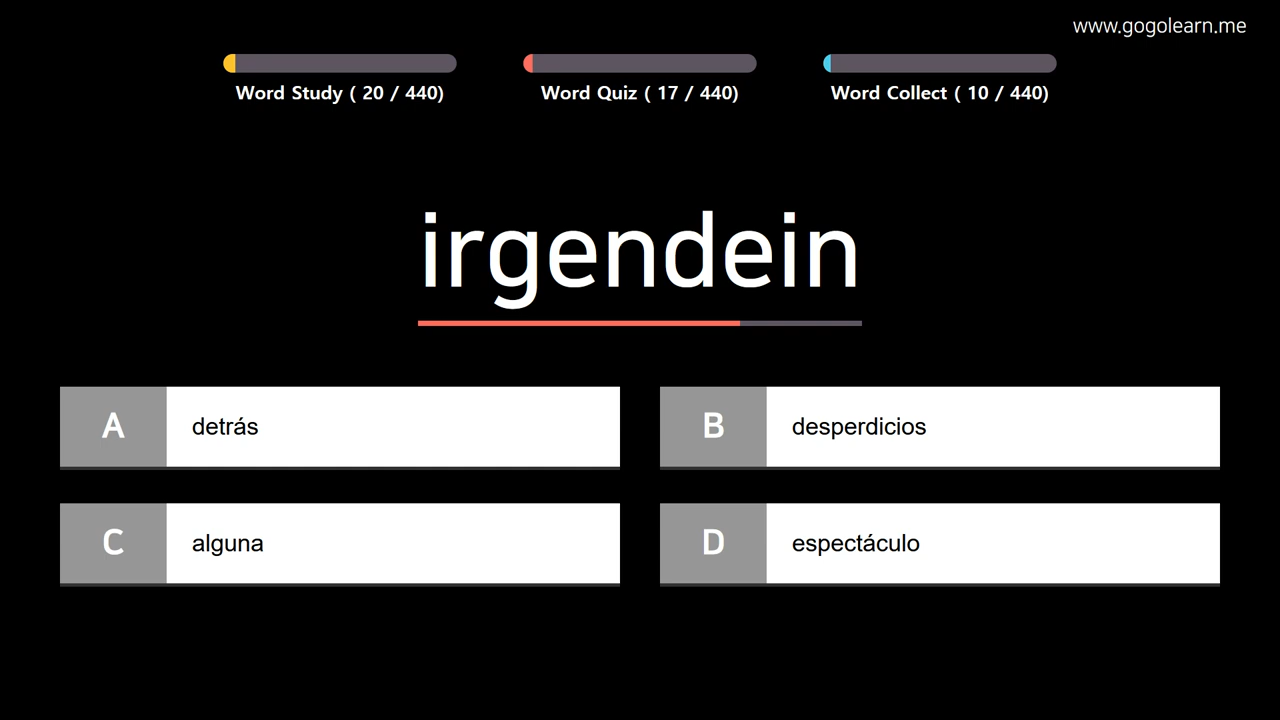 www.gogolearn.me
Word Study ( 20 / 440)
Word Quiz ( 17 / 440)
Word Collect ( 10 / 440)
irgendein
A
detrás
B
desperdicios
C
alguna
D
espectáculo